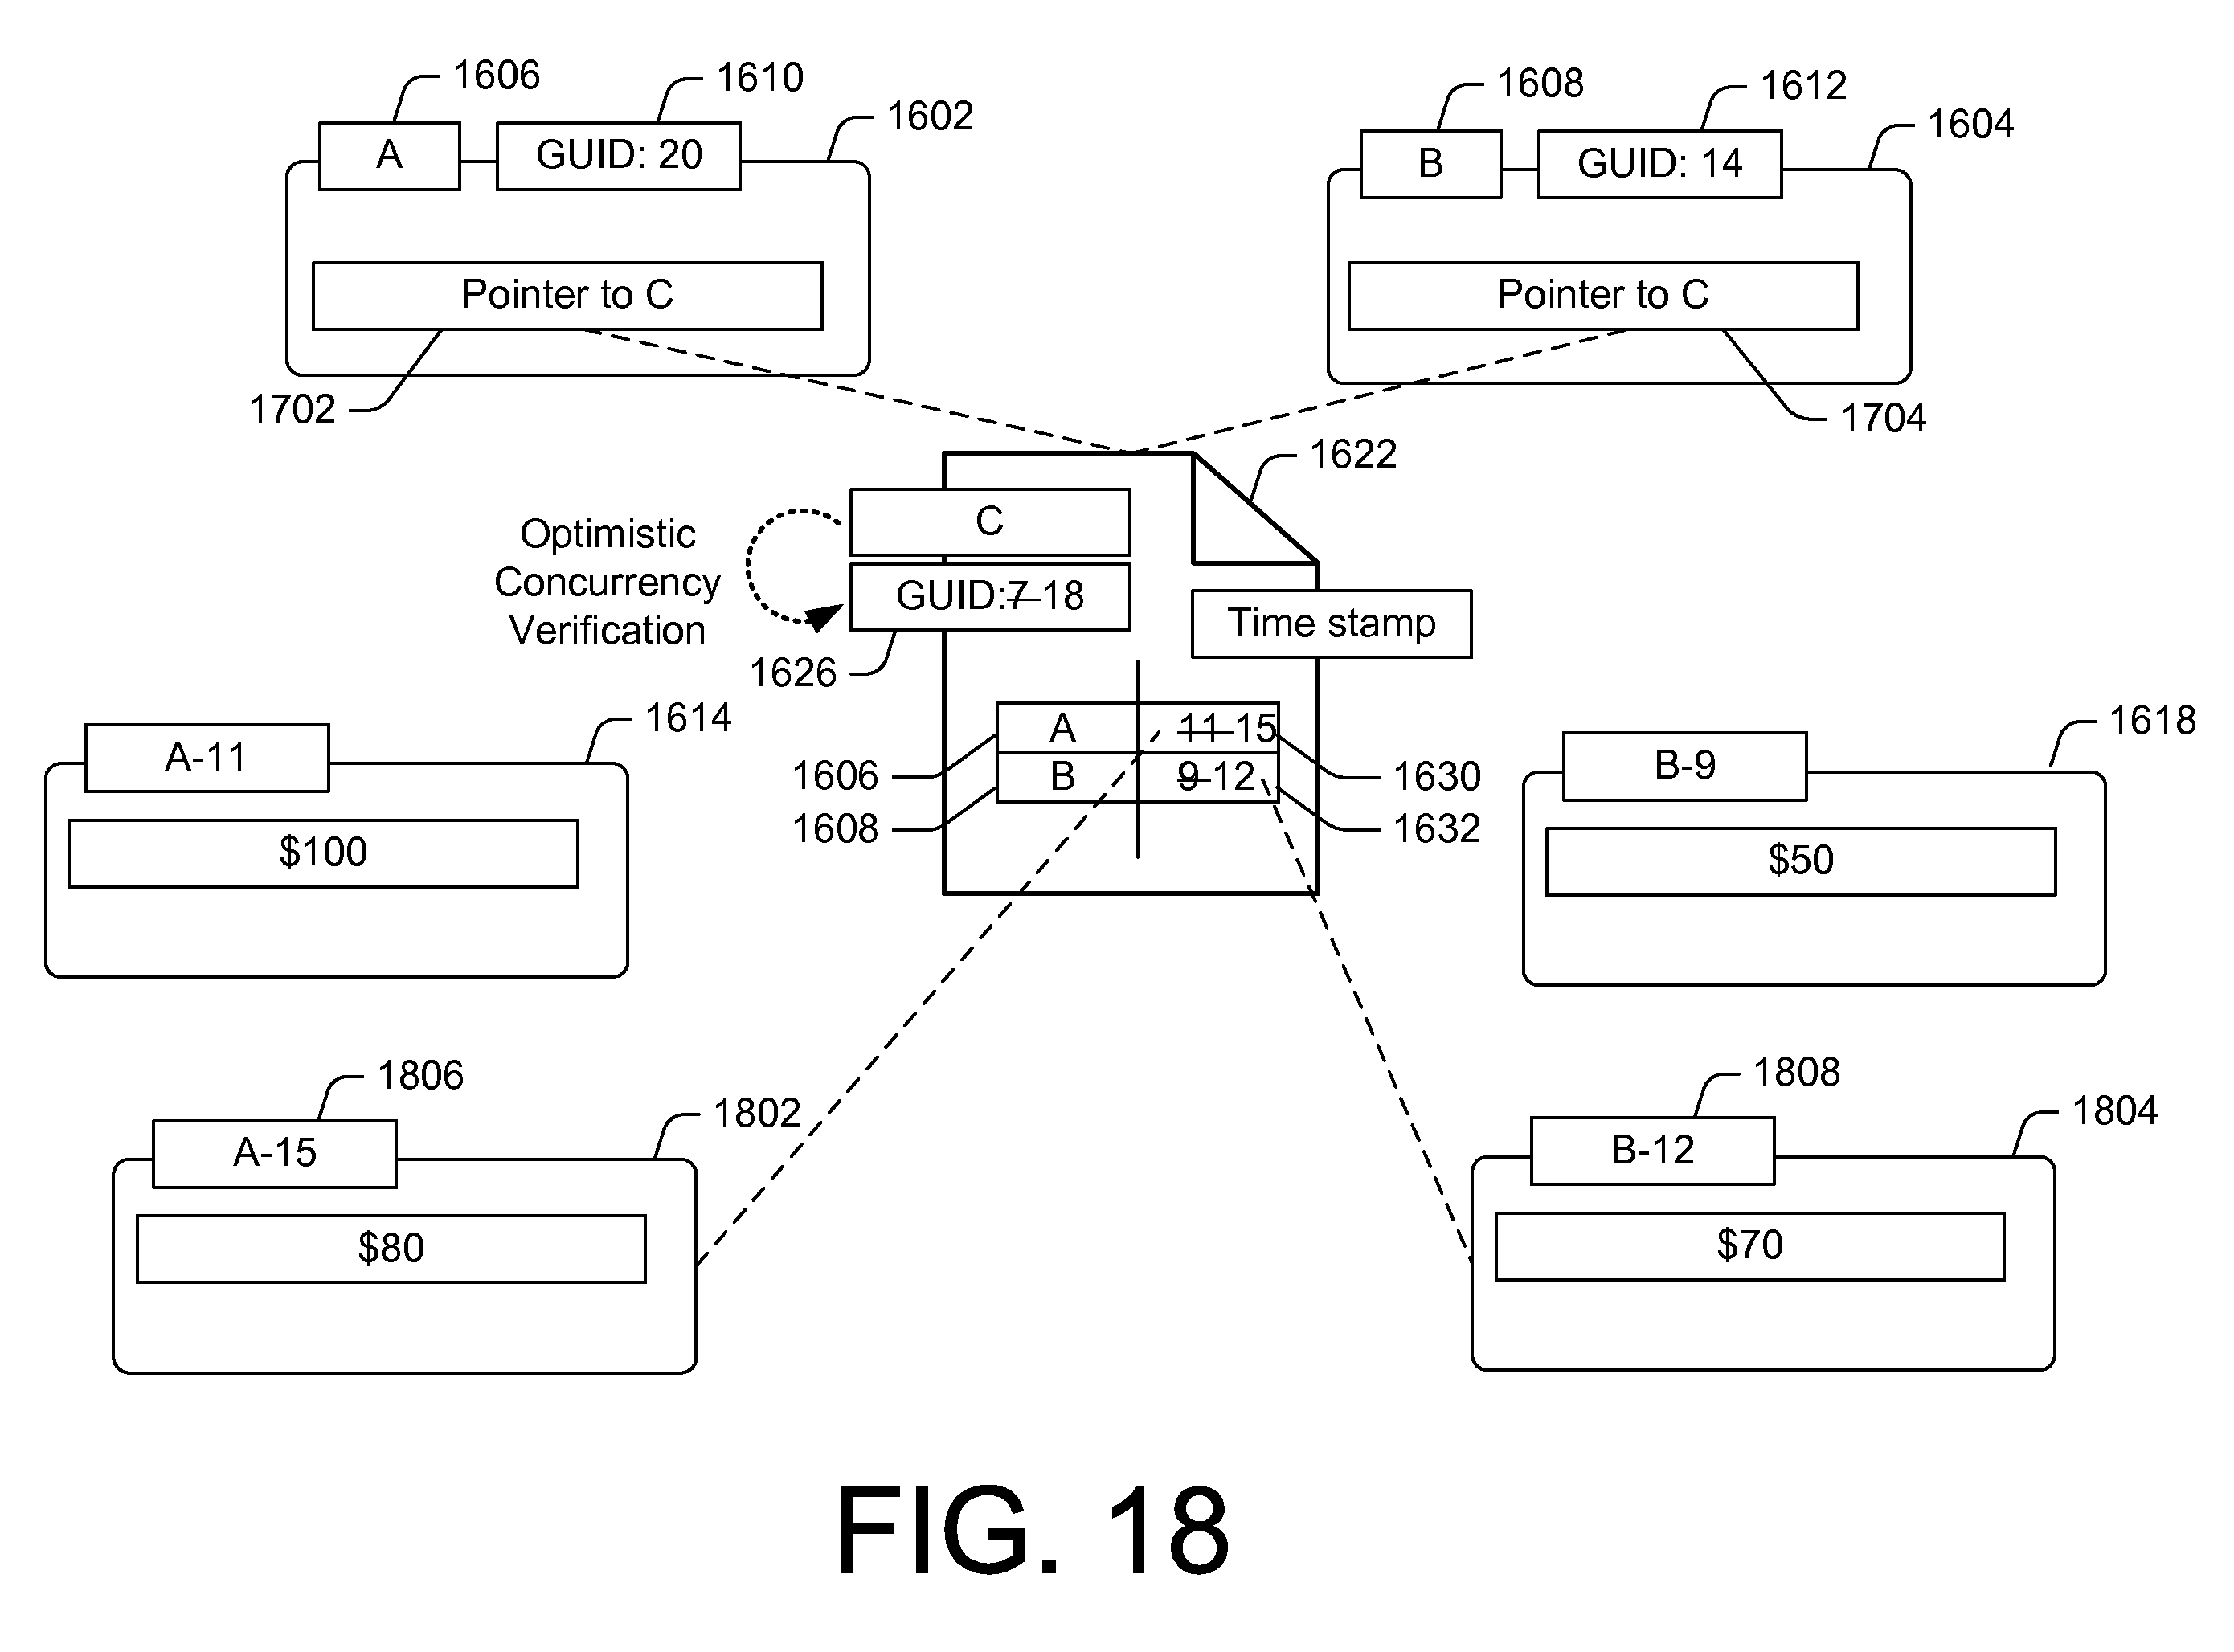 1606
1610
1602
A
GUID: 20
Pointer to C
1702
1608
1612
1604
B
GUID: 14
Pointer to C
1704
1622
C
Optimistic
Concurrency
Verification
GUID:7 18
1626
Time stamp
A 11 15
B 9 12
1606
1608
1630
1632
1614
A-11
$100
1618
B-9
$50
1806
1802
A-15
$80
1808
1804
B-12
$70
FIG. 18